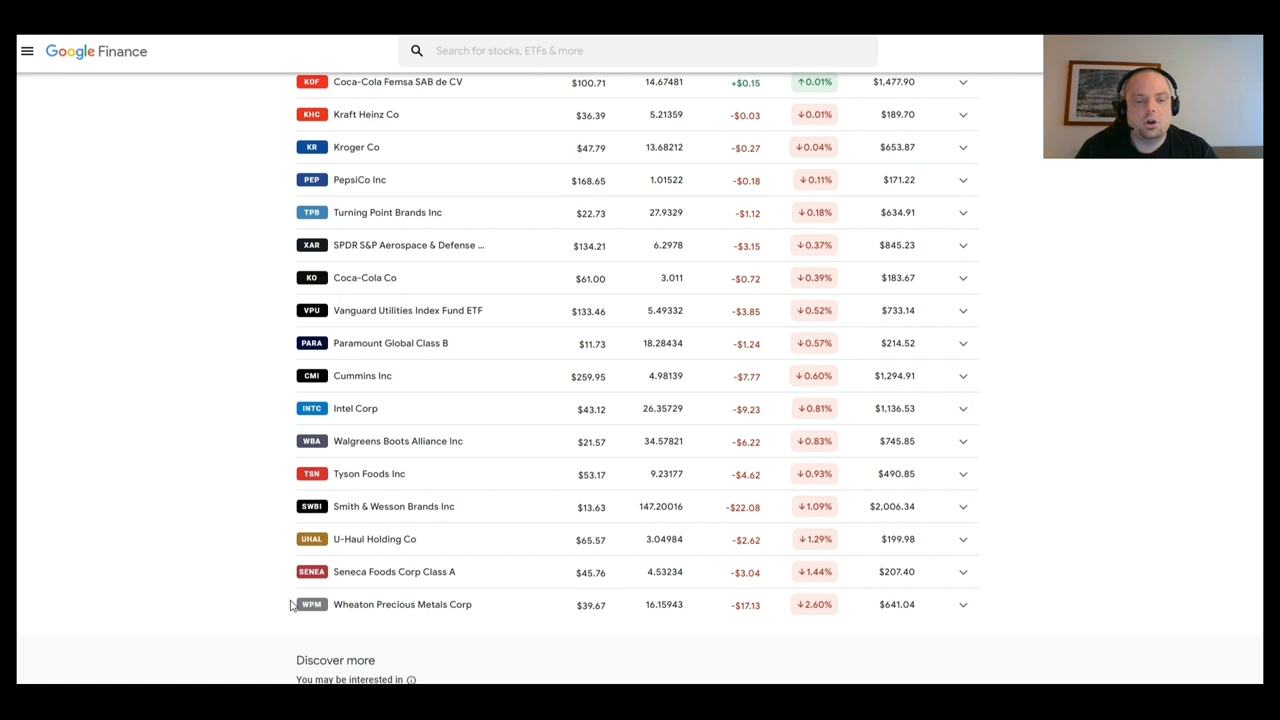 Google Finance Search for stocks, ETFs & more
KOF Coca-Cola Femsa SAB de CV $100.71 14.67481 +$0.15 ↑0.01% $1,477.90
KHC Kraft Heinz Co $36.39 5.21359 -$0.03 ↓0.01% $189.70
KR Kroger Co $47.79 13.68212 -$0.27 ↓0.04% $653.87
PEP PepsiCo Inc $168.65 1.01522 -$0.18 ↓0.11% $171.22
TPB Turning Point Brands Inc $22.73 27.9329 -$1.12 ↓0.18% $634.91
XAR SPDR S&P Aerospace & Defense ... $134.21 6.2978 -$3.15 ↓0.37% $845.23
KO Coca-Cola Co $61.00 3.011 -$0.72 ↓0.39% $183.67
VPU Vanguard Utilities Index Fund ETF $133.46 5.49332 -$3.85 ↓0.52% $733.14
PARA Paramount Global Class B $11.73 18.28434 -$1.24 ↓0.57% $214.52
CMI Cummins Inc $259.95 4.98139 -$7.77 ↓0.60% $1,294.91
INTC Intel Corp $43.12 26.35729 -$9.23 ↓0.81% $1,136.53
WBA Walgreens Boots Alliance Inc $21.57 34.57821 -$6.22 ↓0.83% $745.85
TSN Tyson Foods Inc $53.17 9.23177 -$4.62 ↓0.93% $490.85
SWBI Smith & Wesson Brands Inc $13.63 147.20016 -$22.08 ↓1.09% $2,006.34
UHAL U-Haul Holding Co $65.57 3.04984 -$2.62 ↓1.29% $199.98
SENEA Seneca Foods Corp Class A $45.76 4.53234 -$3.04 ↓1.44% $207.40
WPM Wheaton Precious Metals Corp $39.67 16.15943 -$17.13 ↓2.60% $641.04
Discover more
You may be interested in